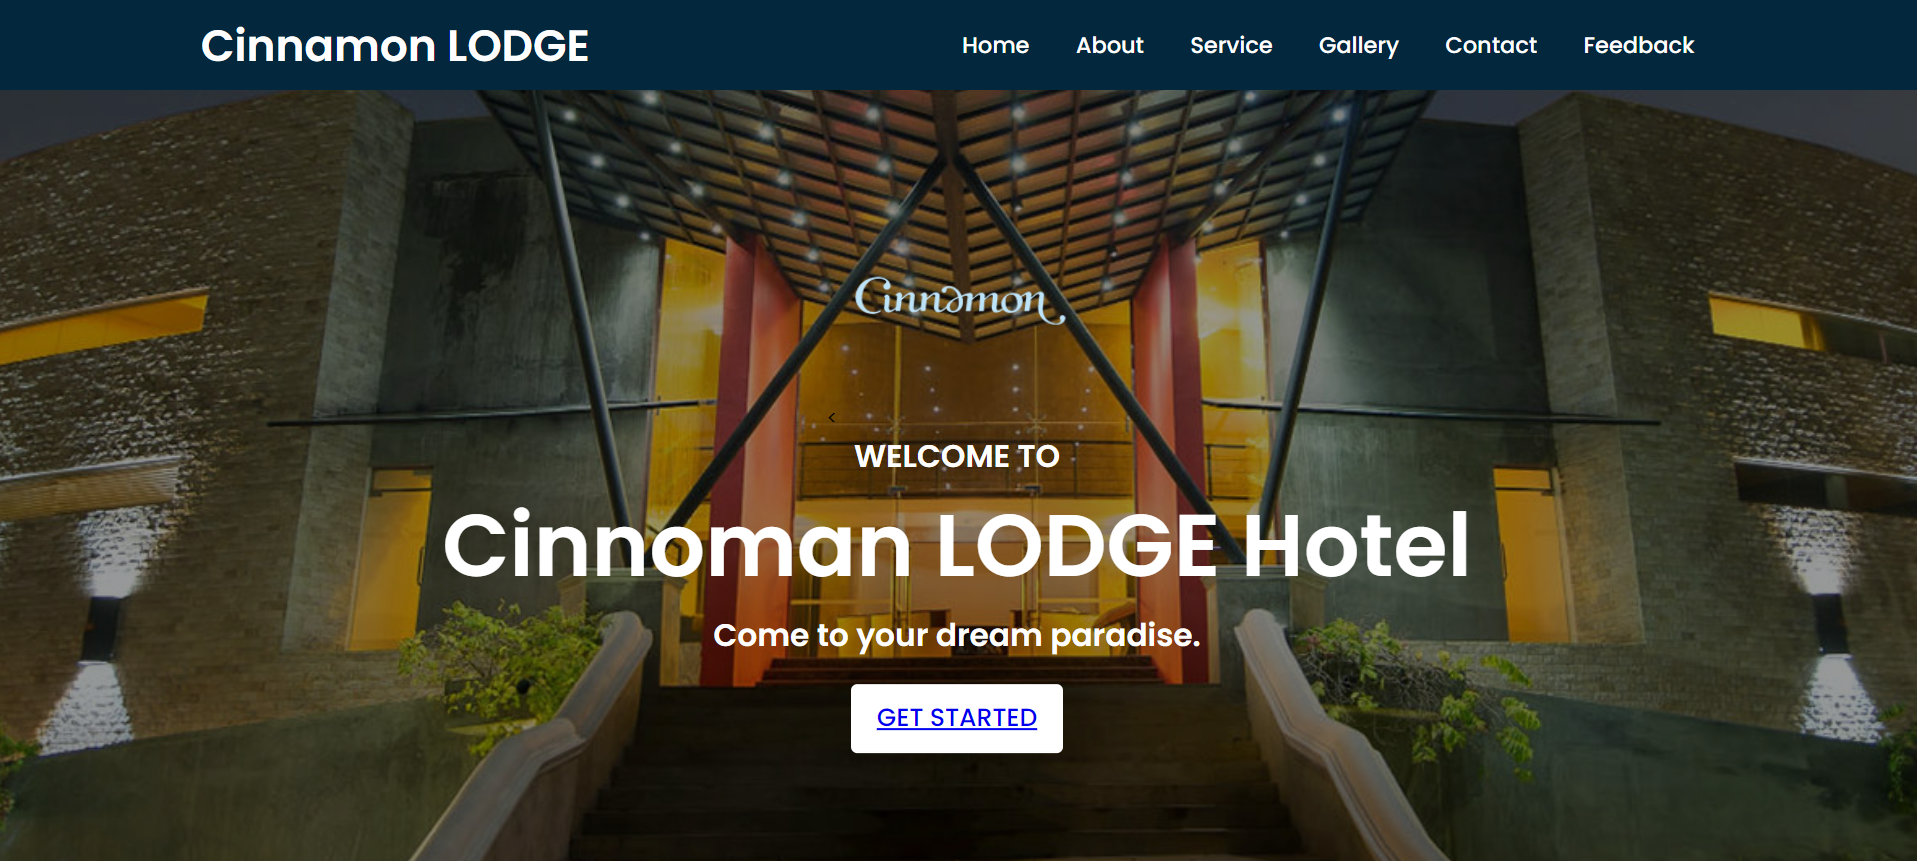 Cinnamon LODGE
Home About Service Gallery Contact Feedback
Cinnamon
<
WELCOME TO
Cinnoman LODGE Hotel
Come to your dream paradise.
GET STARTED